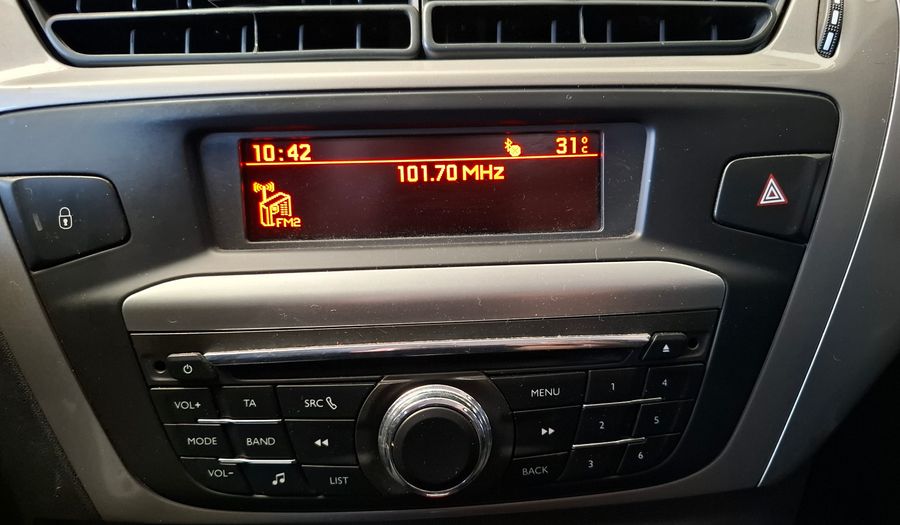 10:42 31°C
101.70 MHz
FM2
VOL+ TA SRC MENU 1 4
MODE BAND 2 5
VOL- LIST BACK 3 6